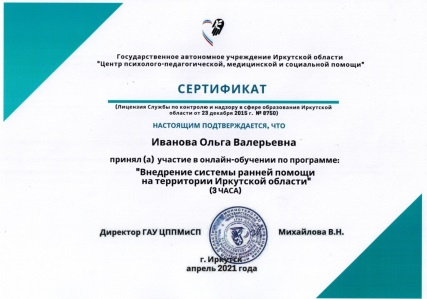 Государственное автономное учреждение Иркутской области
"Центр психолого-педагогической, медицинской и социальной помощи"
СЕРТИФИКАТ
(Лицензия Службы по контролю и надзору в сфере образования Иркутской
области от 23 декабря 2015 г. № 8760)
НАСТОЯЩИМ ПОДТВЕРЖДАЕТСЯ, ЧТО
Иванова Ольга Валерьевна
принял (а) участие в онлайн-обучении по программе:
"Внедрение системы ранней помощи
на территории Иркутской области"
(3 ЧАСА)
Директор ГАУ ЦППМиСП Михайлова В.Н.
г. Иркутск
апрель 2021 года